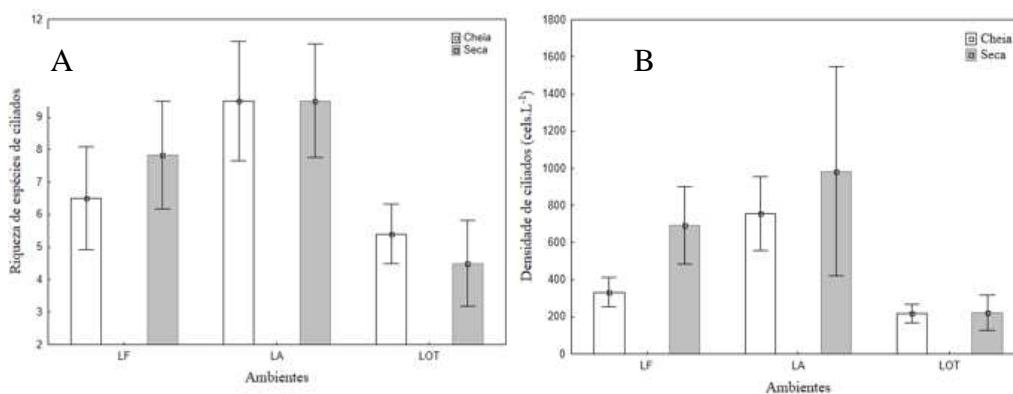 A
Cheia
Seca
Riqueza de espécies de ciliados
12
9
8
7
6
5
4
3
2
LF
LA
LOT
Ambientes
B
Cheia
Seca
Densidade de ciliados (cels.L⁻¹)
1800
1600
1400
1200
1000
800
600
400
200
0
LF
LA
LOT
Ambientes